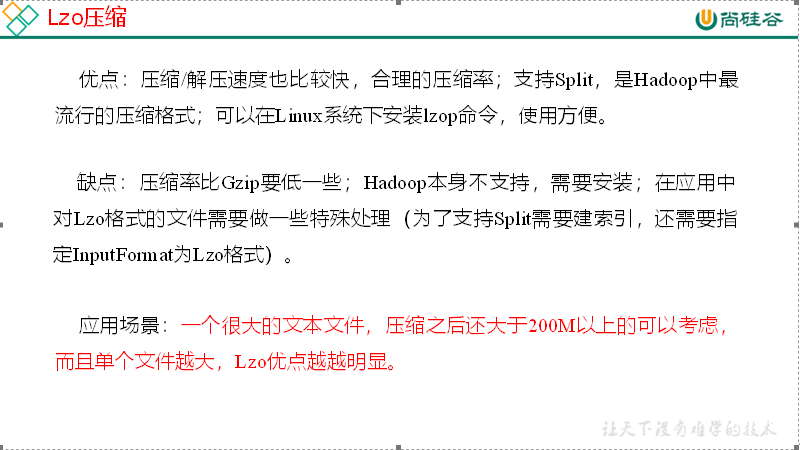 Lzo压缩
尚硅谷
优点：压缩/解压速度也比较快，合理的压缩率；支持Split，是Hadoop中最
流行的压缩格式；可以在Linux系统下安装lzop命令，使用方便。
缺点：压缩率比Gzip要低一些；Hadoop本身不支持，需要安装；在应用中
对Lzo格式的文件需要做一些特殊处理（为了支持Split需要建索引，还需要指
定InputFormat为Lzo格式）。
应用场景：一个很大的文本文件，压缩之后还大于200M以上的可以考虑，
而且单个文件越大，Lzo优点越越明显。
让天下没有难学的技术